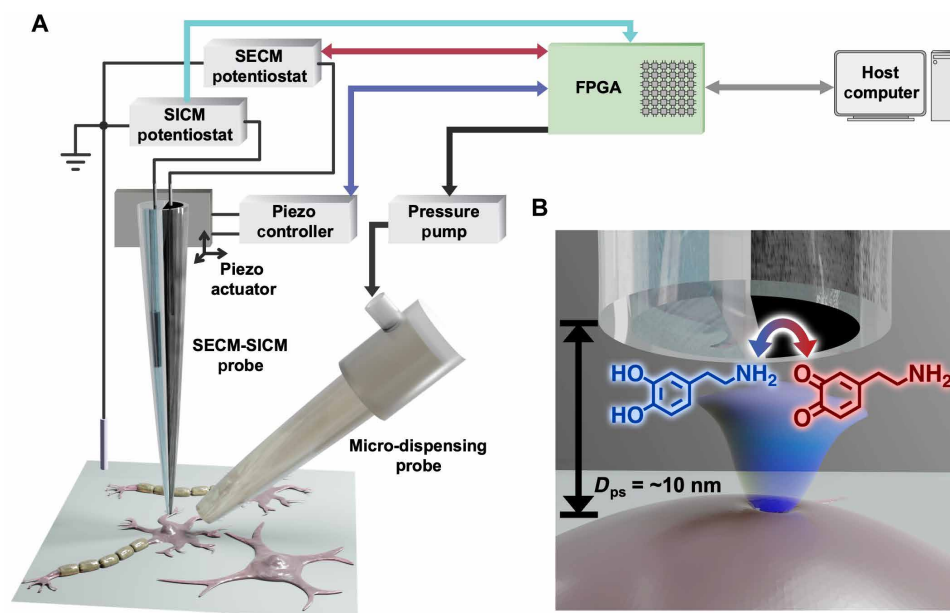 A
SECM
potentiostat
SICM
potentiostat
FPGA
Host
computer
Piezo
controller
Pressure
pump
Piezo
actuator
SECM-SICM
probe
Micro-dispensing
probe
B
HO
HO
NH₂
O
O
NH₂
Dps = ~10 nm